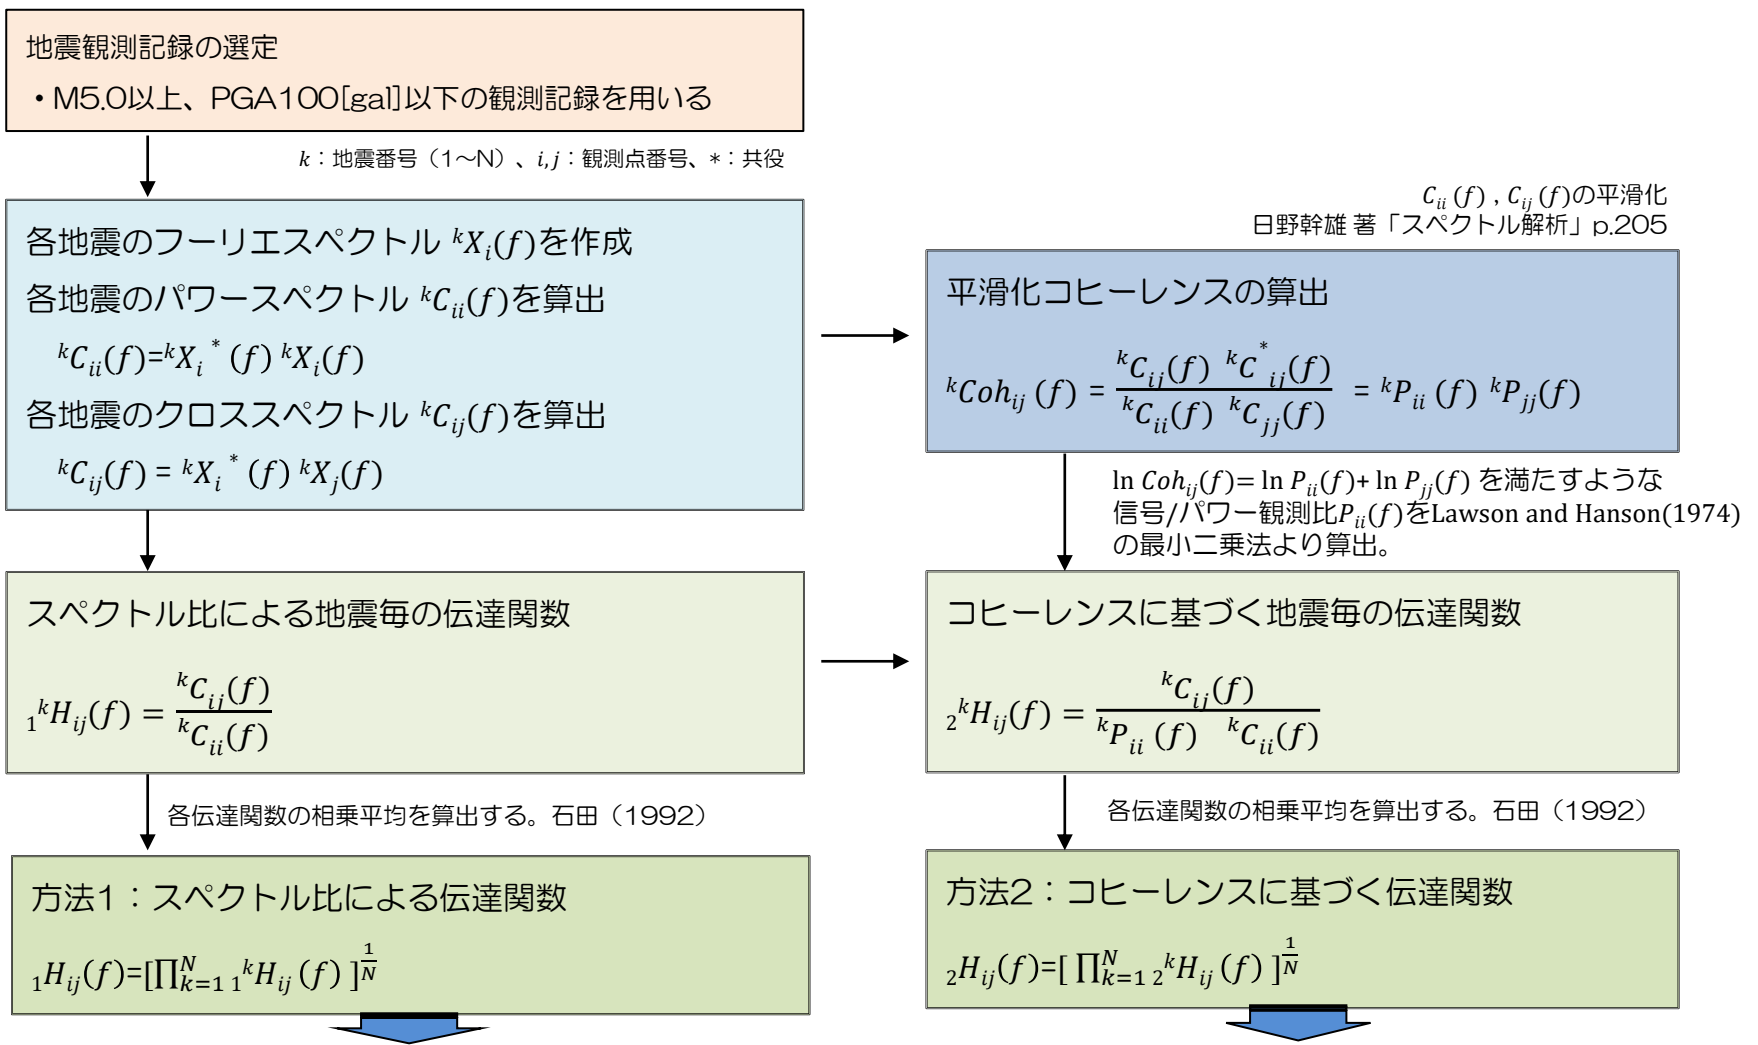 地震観測記録の選定
・M5.0以上、PGA100[gal]以下の観測記録を用いる
k：地震番号（1～N）、i,j：観測点番号、*：共役
各地震のフーリエスペクトル ᵏX_i(f)を作成
各地震のパワースペクトル ᵏC_ii(f)を算出
ᵏC_ii(f)=ᵏX_i^*(f) ᵏX_i(f)
各地震のクロススペクトル ᵏC_ij(f)を算出
ᵏC_ij(f) = ᵏX_i^*(f) ᵏX_j(f)
C_ii(f) , C_ij(f)の平滑化
日野幹雄 著「スペクトル解析」p.205
平滑化コヒーレンスの算出
ᵏCoh_ij(f) = (ᵏC_ij(f) ᵏC^*_ij(f))/(ᵏC_ii(f) ᵏC_jj(f)) = ᵏP_ii(f) ᵏP_jj(f)
ln Coh_ij(f)= ln P_ii(f)+ ln P_jj(f) を満たすような
信号/パワー観測比P_ii(f)をLawson and Hanson(1974)
の最小二乗法より算出。
スペクトル比による地震毎の伝達関数
₁ᵏH_ij(f) = ᵏC_ij(f)/ᵏC_ii(f)
コヒーレンスに基づく地震毎の伝達関数
₂ᵏH_ij(f) = ᵏC_ij(f)/(ᵏP_ii(f) ᵏC_ii(f))
各伝達関数の相乗平均を算出する。石田（1992）
各伝達関数の相乗平均を算出する。石田（1992）
方法1：スペクトル比による伝達関数
₁H_ij(f)=[∏_{k=1}^{N} ₁ᵏH_ij(f) ]^{1/N}
方法2：コヒーレンスに基づく伝達関数
₂H_ij(f)=[ ∏_{k=1}^{N} ₂ᵏH_ij(f) ]^{1/N}